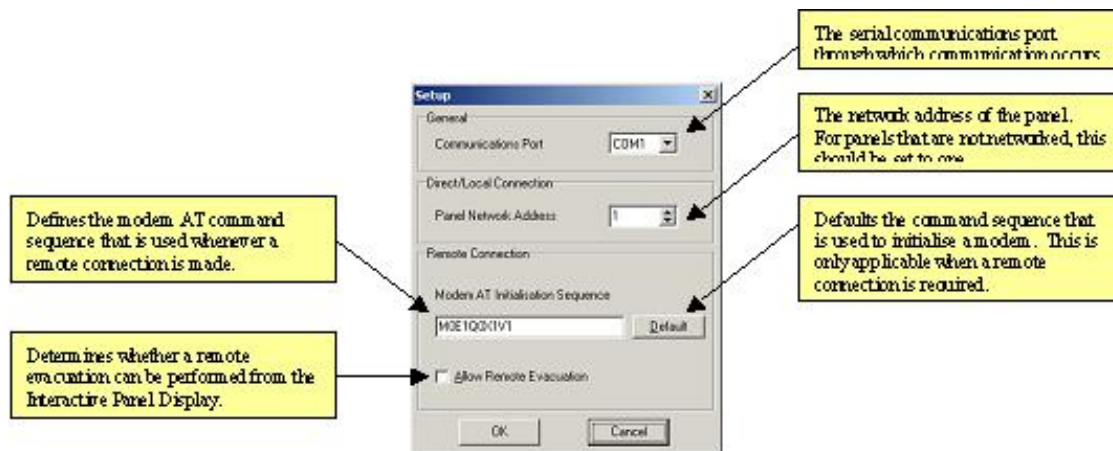 The serial communications port
through which communication occurs
Setup
General
Communications Port
COM1
The network address of the panel.
For panels that are not networked, this
should be set to one
Direct/Local Connection
Panel Network Address
1
Defines the modem AT command
sequence that is used whenever a
remote connection is made.
Defaults the command sequence that
is used to initialise a modem. This is
only applicable when a remote
connection is required.
Remote Connection
Modem AT Initialisation Sequence
M0E1Q0X1V1
Default
Determines whether a remote
evacuation can be performed from the
Interactive Panel Display.
Allow Remote Evacuation
OK
Cancel